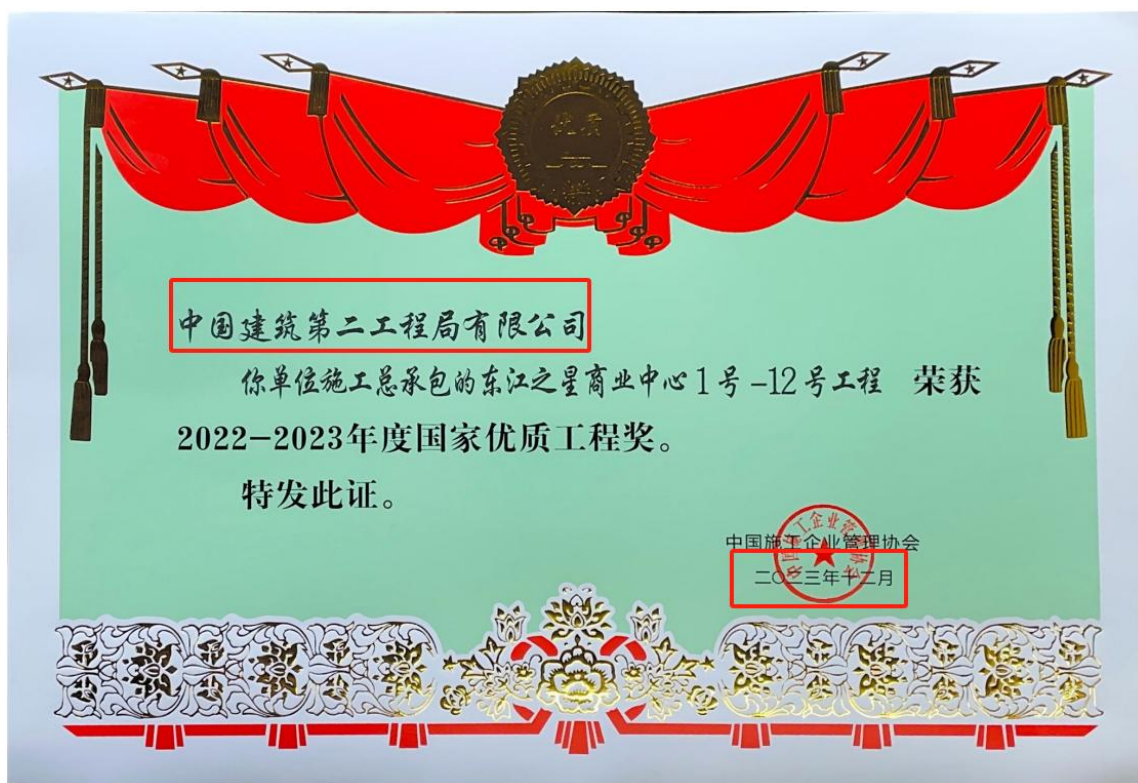 优质
中国建筑第二工程局有限公司
你单位施工总承包的东江之星商业中心1号-12号工程 荣获
2022-2023年度国家优质工程奖。
特发此证。
中国施工企业管理协会
二〇二三年十二月